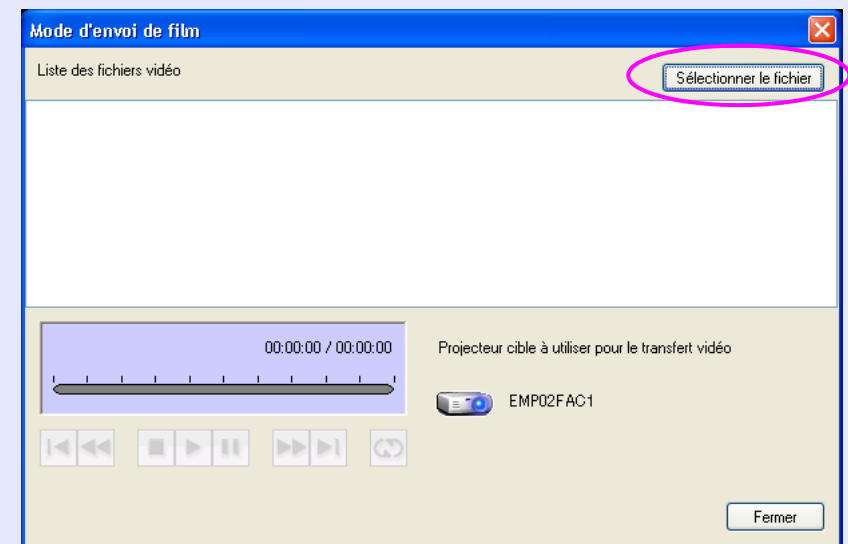 Mode d'envoi de film
Liste des fichiers vidéo
Sélectionner le fichier
00:00:00 / 00:00:00
Projecteur cible à utiliser pour le transfert vidéo
EMP02FAC1
Fermer